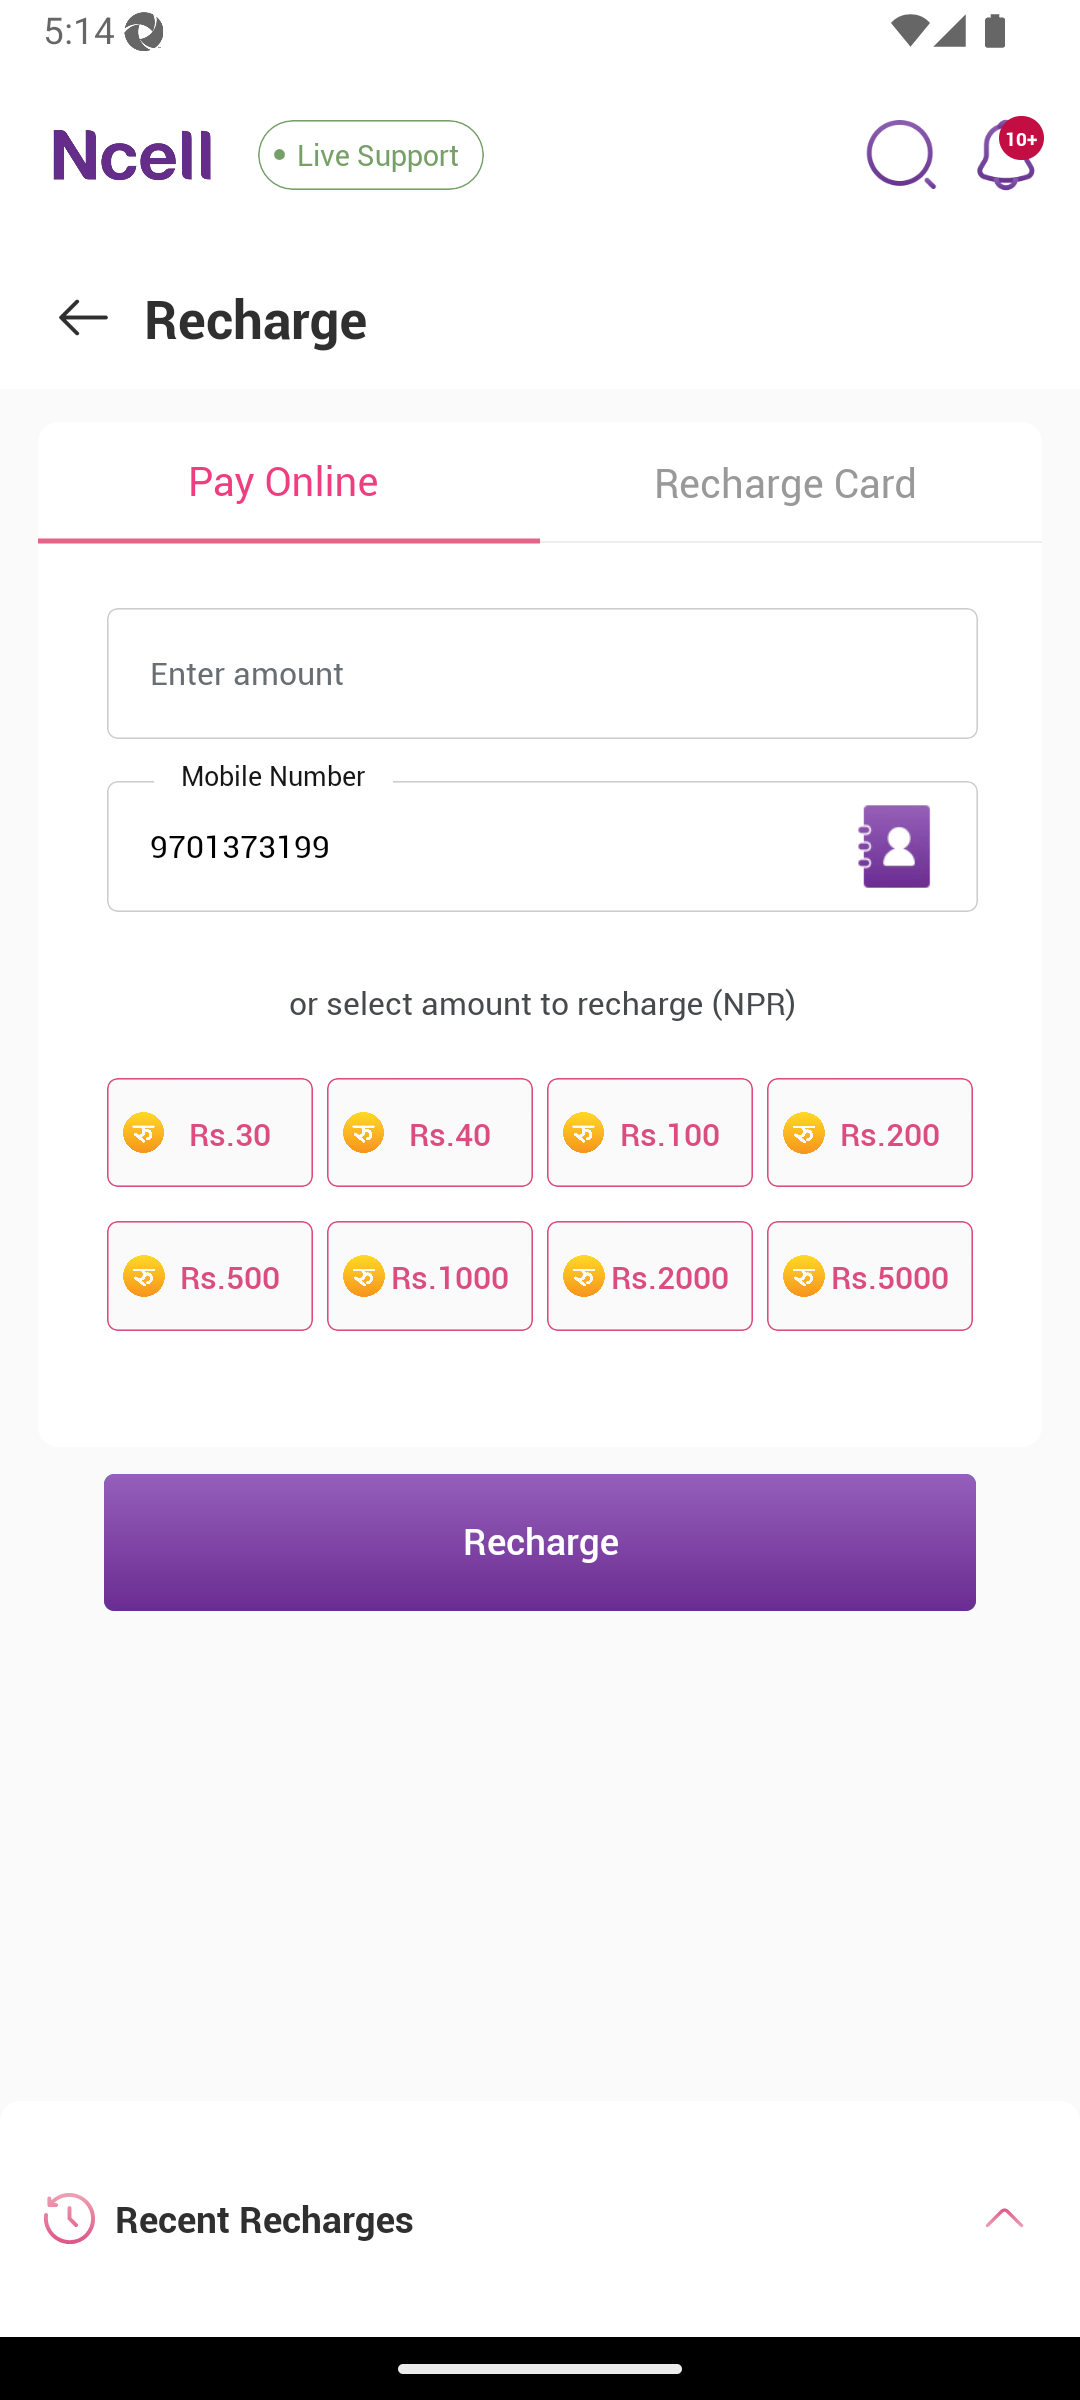 5:14
Ncell
Live Support
10+
Recharge
Pay Online
Recharge Card
Enter amount
Mobile Number
9701373199
or select amount to recharge (NPR)
रु Rs.30 रु Rs.40 रु Rs.100 रु Rs.200
रु Rs.500 रु Rs.1000 रु Rs.2000 रु Rs.5000
Recharge
Recent Recharges